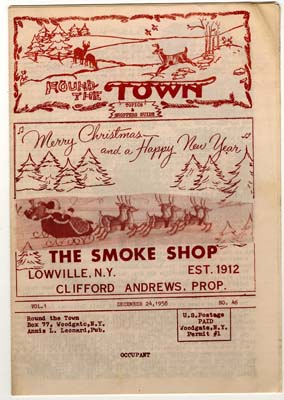 ROUND
THE TOWN
TOPICS
& SHOPPERS GUIDE
Merry Christmas
and a Happy New Year
THE SMOKE SHOP
LOWVILLE, N.Y. EST. 1912
CLIFFORD ANDREWS. PROP.
VOL. 1 DECEMBER 24, 1958 NO. 46
Round the Town
Box 77, Woodgate, N.Y.
Annis L. Leonard, Pub.
U.S. Postage
PAID
Woodgate, N.Y.
Permit #1
OCCUPANT